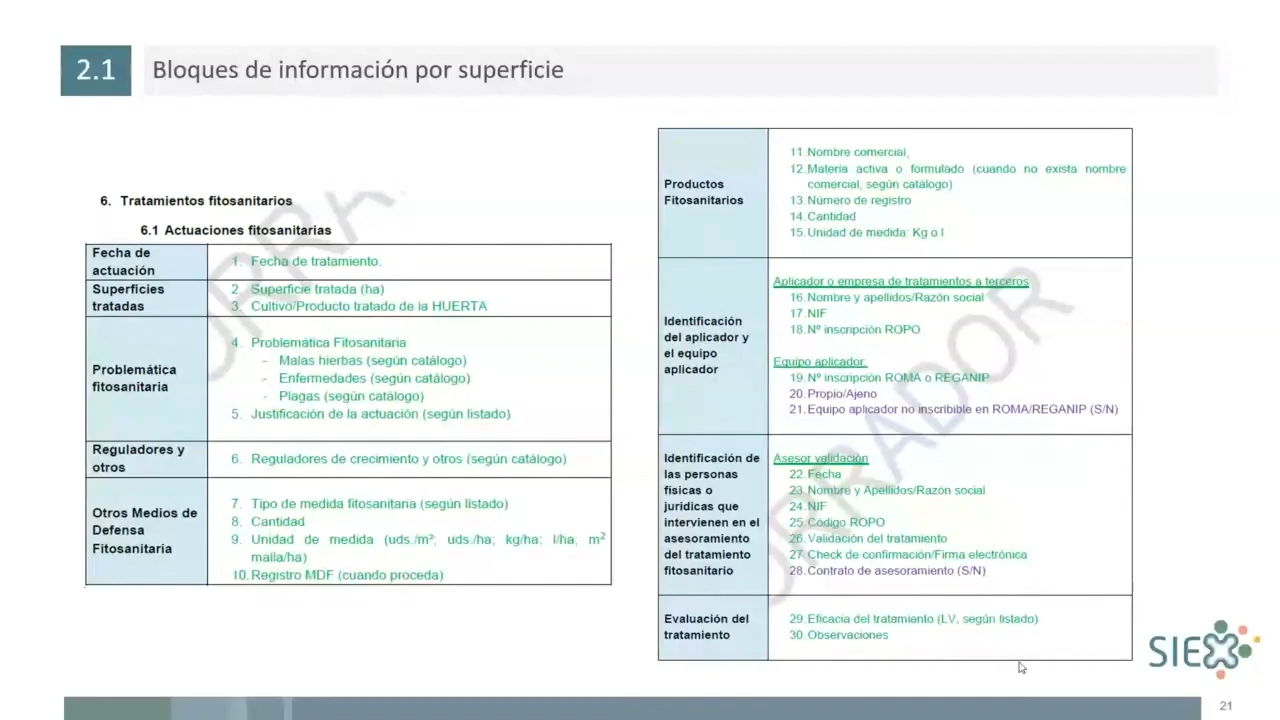 2.1
Bloques de información por superficie
6. Tratamientos fitosanitarios
6.1 Actuaciones fitosanitarias
Fecha de
actuación
1. Fecha de tratamiento.
Superficies
tratadas
2 Superficie tratada (ha)
3. Cultivo/Producto tratado de la HUERTA
Problemática
fitosanitaria
4. Problemática Fitosanitaria
- Malas hierbas (según catálogo)
- Enfermedades (según catálogo)
- Plagas (según catálogo)
5. Justificación de la actuación (según listado)
Reguladores y
otros
6. Reguladores de crecimiento y otros (según catálogo)
Otros Medios de
Defensa
Fitosanitaria
7. Tipo de medida fitosanitaria (según listado)
8. Cantidad
9. Unidad de medida (uds./m²; uds./ha; kg/ha; l/ha; m²
malla/ha)
10. Registro MDF (cuando proceda)
Productos
Fitosanitarios
11 Nombre comercial,
12. Materia activa o formulado (cuando no exista nombre
comercial, según catálogo)
13. Número de registro
14. Cantidad
15. Unidad de medida: Kg o l
Identificación
del aplicador y
el equipo
aplicador
Aplicador o empresa de tratamientos a terceros
16. Nombre y apellidos/Razón social
17. NIF
18. Nº inscripción ROPO
Equipo aplicador:
19. Nº inscripción ROMA o REGANIP
20. Propio/Ajeno
21. Equipo aplicador no inscribible en ROMA/REGANIP (S/N)
Identificación de
las personas
físicas o
jurídicas que
intervienen en el
asesoramiento
del tratamiento
fitosanitario
Asesor validación
22. Fecha
23. Nombre y Apellidos/Razón social
24. NIF
25. Código ROPO
26. Validación del tratamiento
27. Check de confirmación/Firma electrónica
28. Contrato de asesoramiento (S/N)
Evaluación del
tratamiento
29. Eficacia del tratamiento (LV, según listado)
30. Observaciones
BORRADOR
SIEX
21